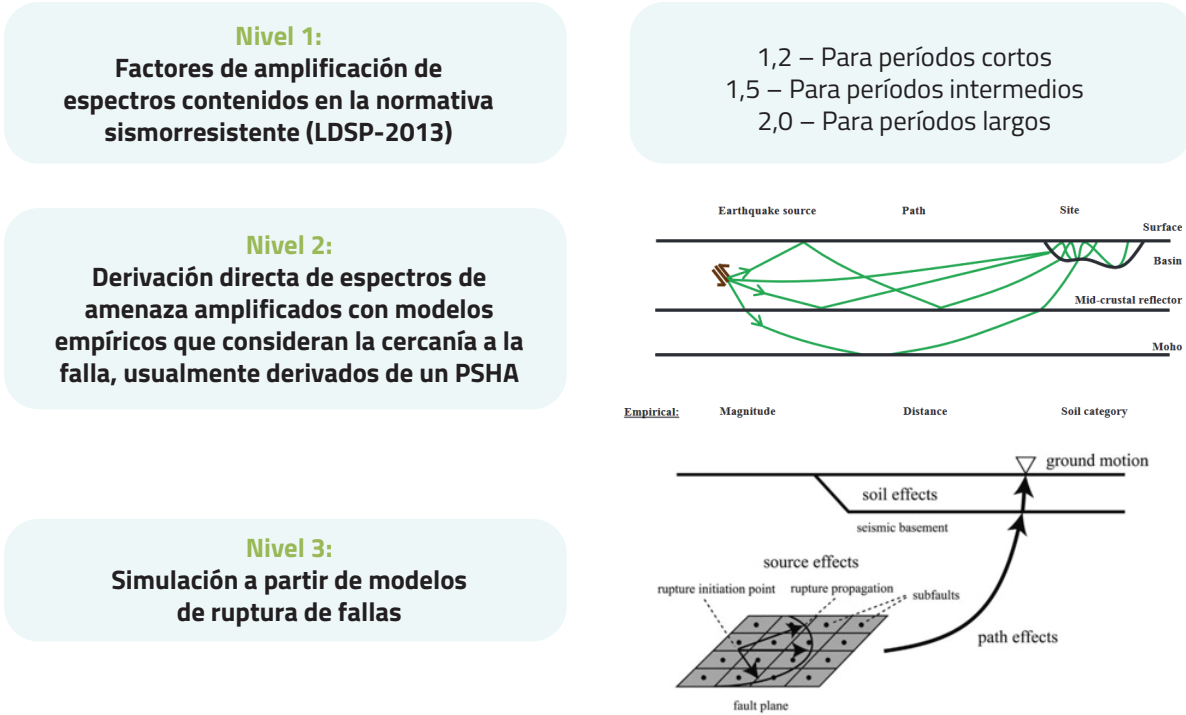 Nivel 1:
Factores de amplificación de
espectros contenidos en la normativa
sismorresistente (LDSP-2013)
1,2 – Para períodos cortos
1,5 – Para períodos intermedios
2,0 – Para períodos largos
Nivel 2:
Derivación directa de espectros de
amenaza amplificados con modelos
empíricos que consideran la cercanía a la
falla, usualmente derivados de un PSHA
Earthquake source Path Site
Surface
Basin
Mid-crustal reflector
Moho
Empirical: Magnitude Distance Soil category
Nivel 3:
Simulación a partir de modelos
de ruptura de fallas
ground motion
soil effects
seismic basement
source effects
rupture initiation point rupture propagation subfaults
path effects
fault plane